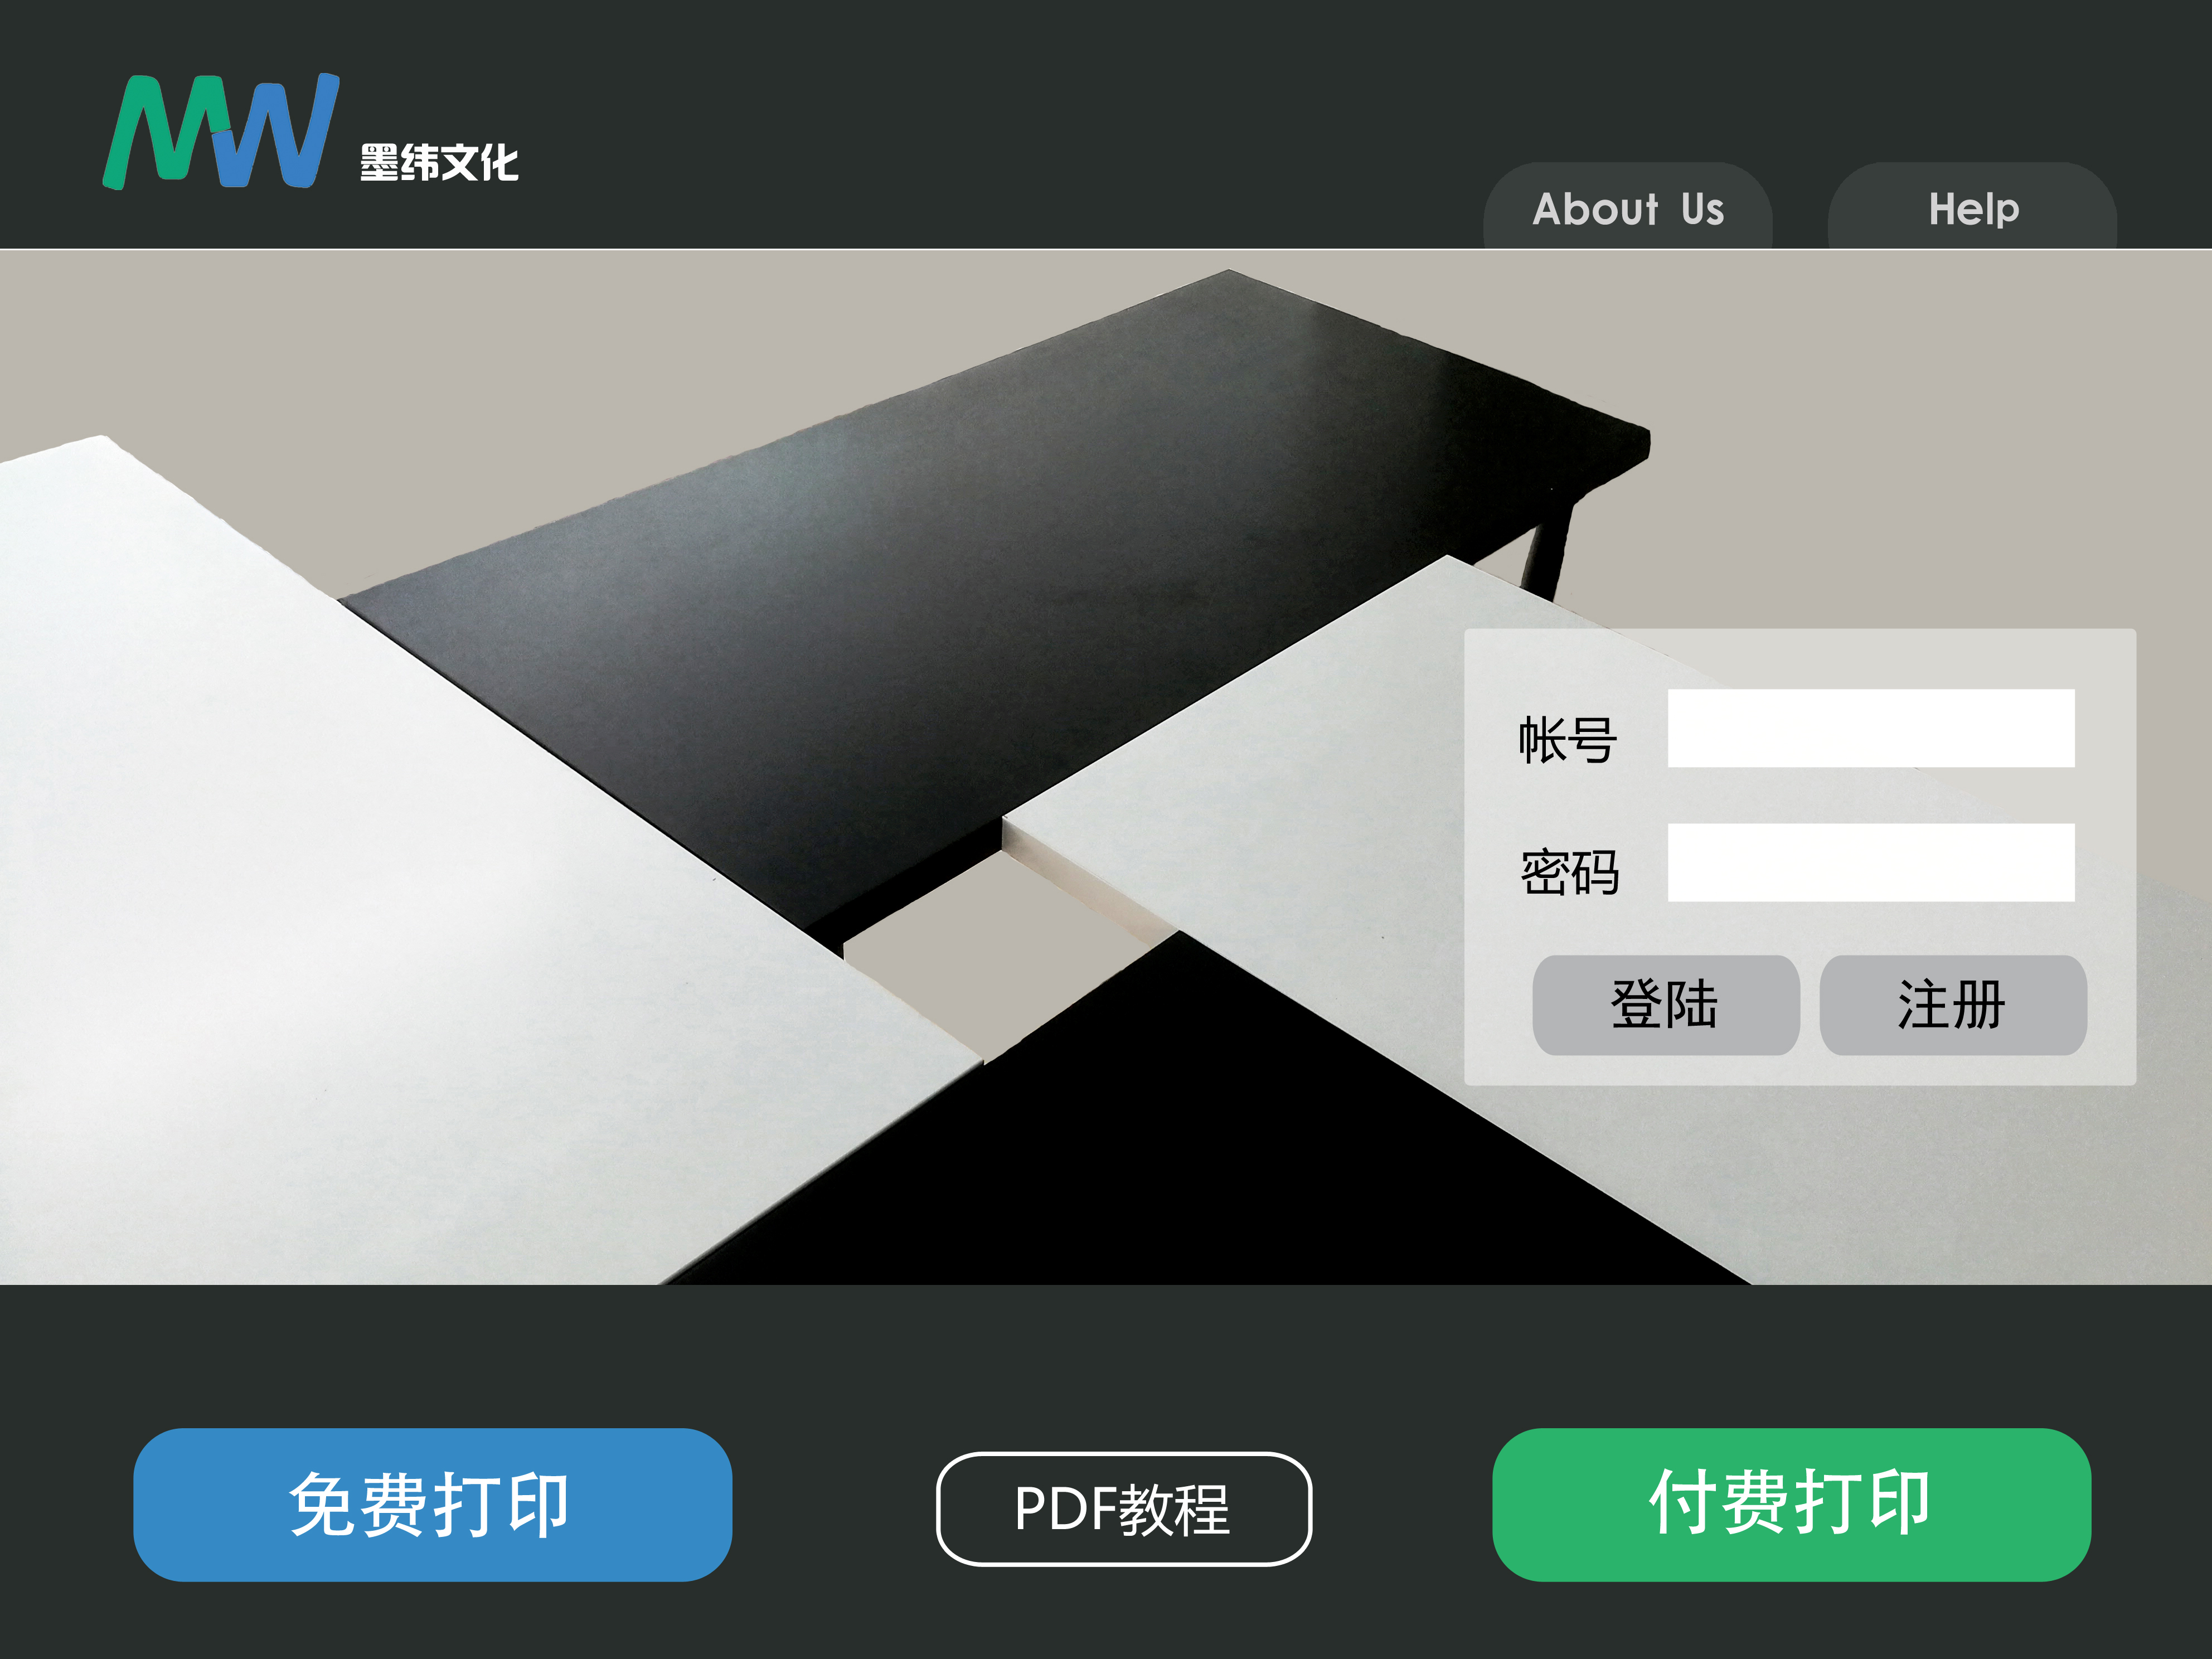 MW 墨纬文化
About Us
Help
帐号
密码
登陆
注册
免费打印
PDF教程
付费打印